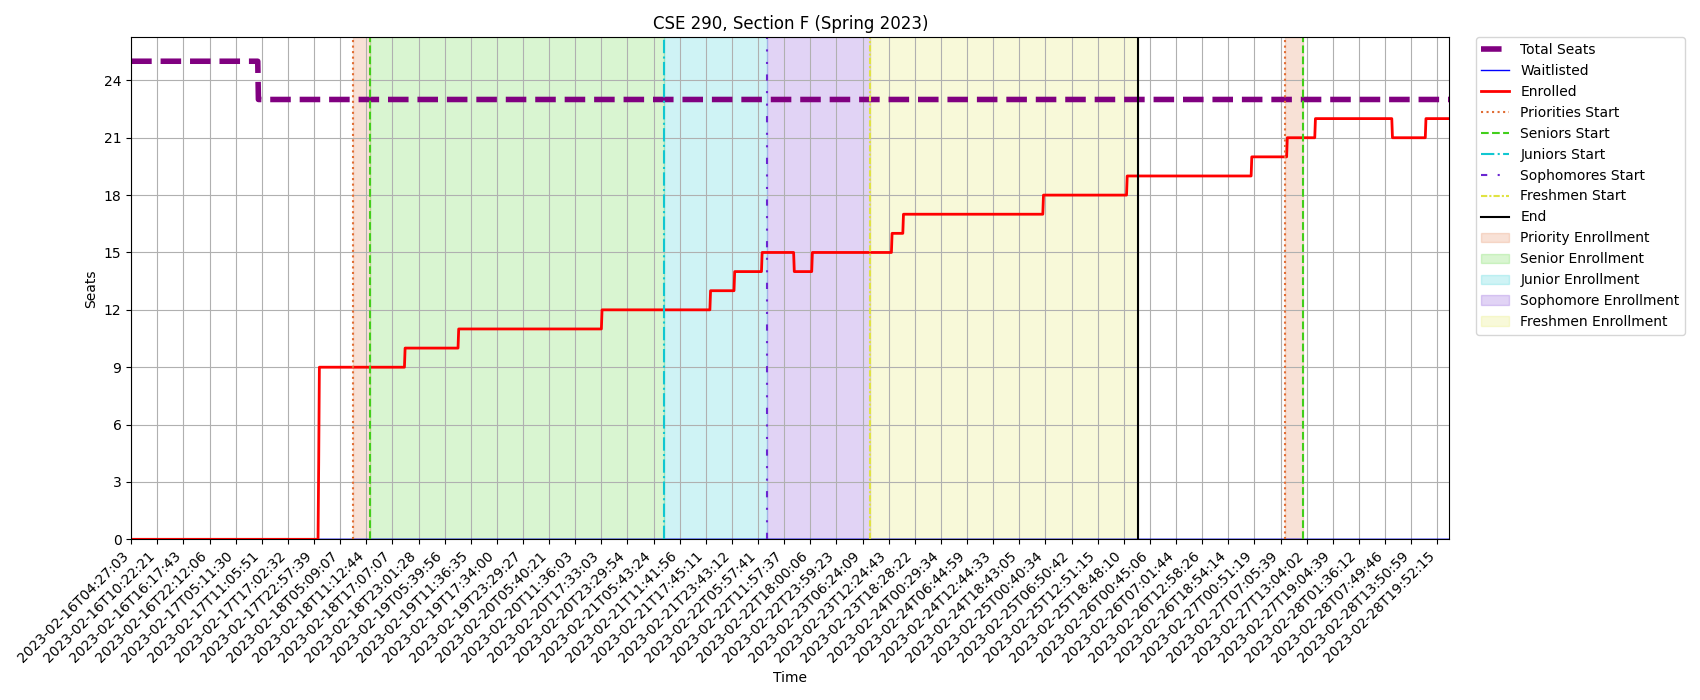 CSE 290, Section F (Spring 2023)
Seats
24
21
18
15
12
9
6
3
0
2023-02-16T04:27:03
2023-02-16T10:22:21
2023-02-16T16:17:43
2023-02-16T22:12:06
2023-02-17T05:11:30
2023-02-17T11:05:51
2023-02-17T17:02:32
2023-02-17T22:57:39
2023-02-18T05:09:07
2023-02-18T11:12:44
2023-02-18T17:07:07
2023-02-18T23:01:28
2023-02-19T05:39:56
2023-02-19T11:36:35
2023-02-19T17:34:00
2023-02-19T23:29:27
2023-02-20T05:40:21
2023-02-20T11:36:03
2023-02-20T17:33:03
2023-02-20T23:29:54
2023-02-21T05:43:24
2023-02-21T11:41:56
2023-02-21T17:45:11
2023-02-21T23:43:12
2023-02-22T05:57:41
2023-02-22T11:57:37
2023-02-22T18:00:06
2023-02-22T23:59:23
2023-02-23T06:24:09
2023-02-23T12:24:43
2023-02-23T18:28:22
2023-02-24T00:29:34
2023-02-24T06:44:59
2023-02-24T12:44:33
2023-02-24T18:43:05
2023-02-25T00:40:34
2023-02-25T06:50:42
2023-02-25T12:51:15
2023-02-25T18:48:10
2023-02-26T00:45:06
2023-02-26T07:01:44
2023-02-26T12:58:26
2023-02-26T18:54:14
2023-02-27T00:51:19
2023-02-27T07:05:39
2023-02-27T13:04:02
2023-02-27T19:04:39
2023-02-28T01:36:12
2023-02-28T07:49:46
2023-02-28T13:50:59
2023-02-28T19:52:15
Time
Total Seats
Waitlisted
Enrolled
Priorities Start
Seniors Start
Juniors Start
Sophomores Start
Freshmen Start
End
Priority Enrollment
Senior Enrollment
Junior Enrollment
Sophomore Enrollment
Freshmen Enrollment